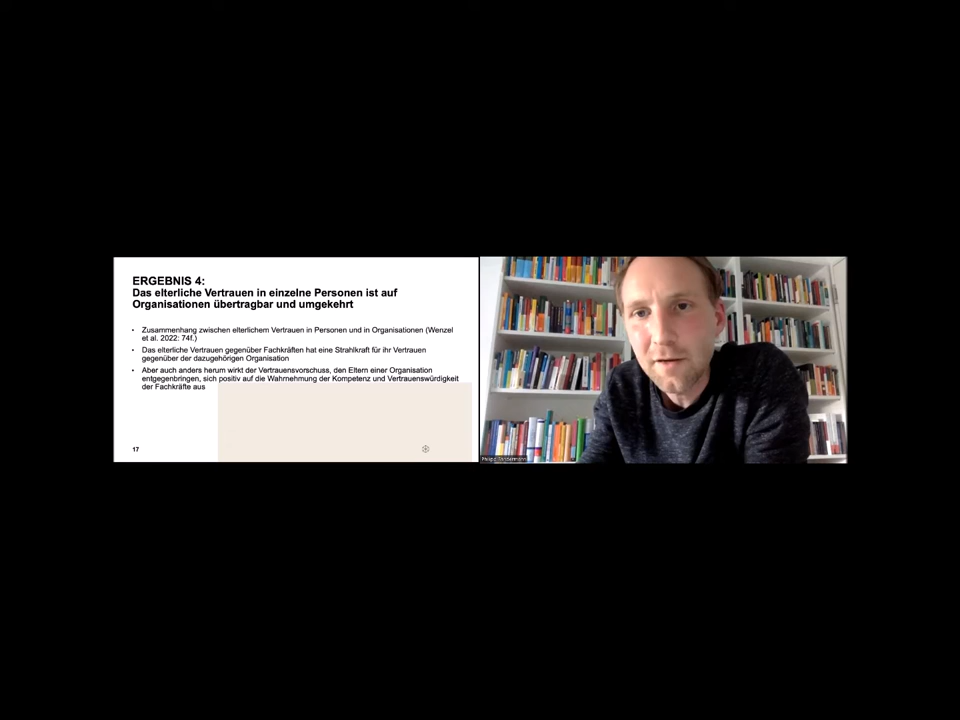 ERGEBNIS 4:
Das elterliche Vertrauen in einzelne Personen ist auf
Organisationen übertragbar und umgekehrt
• Zusammenhang zwischen elterlichem Vertrauen in Personen und in Organisationen (Wenzel
et al. 2022: 74f.)
• Das elterliche Vertrauen gegenüber Fachkräften hat eine Strahlkraft für ihr Vertrauen
gegenüber der dazugehörigen Organisation
• Aber auch anders herum wirkt der Vertrauensvorschuss, den Eltern einer Organisation
entgegenbringen, sich positiv auf die Wahrnehmung der Kompetenz und Vertrauenswürdigkeit
der Fachkräfte aus
17